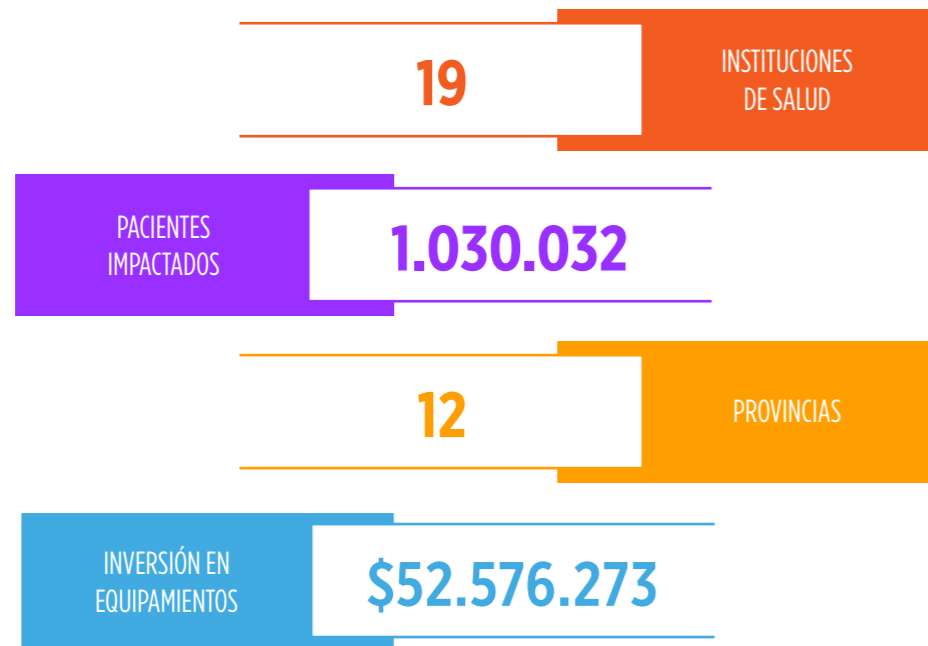 19
INSTITUCIONES
DE SALUD
PACIENTES
IMPACTADOS
1.030.032
12
PROVINCIAS
INVERSIÓN EN
EQUIPAMIENTOS
$52.576.273